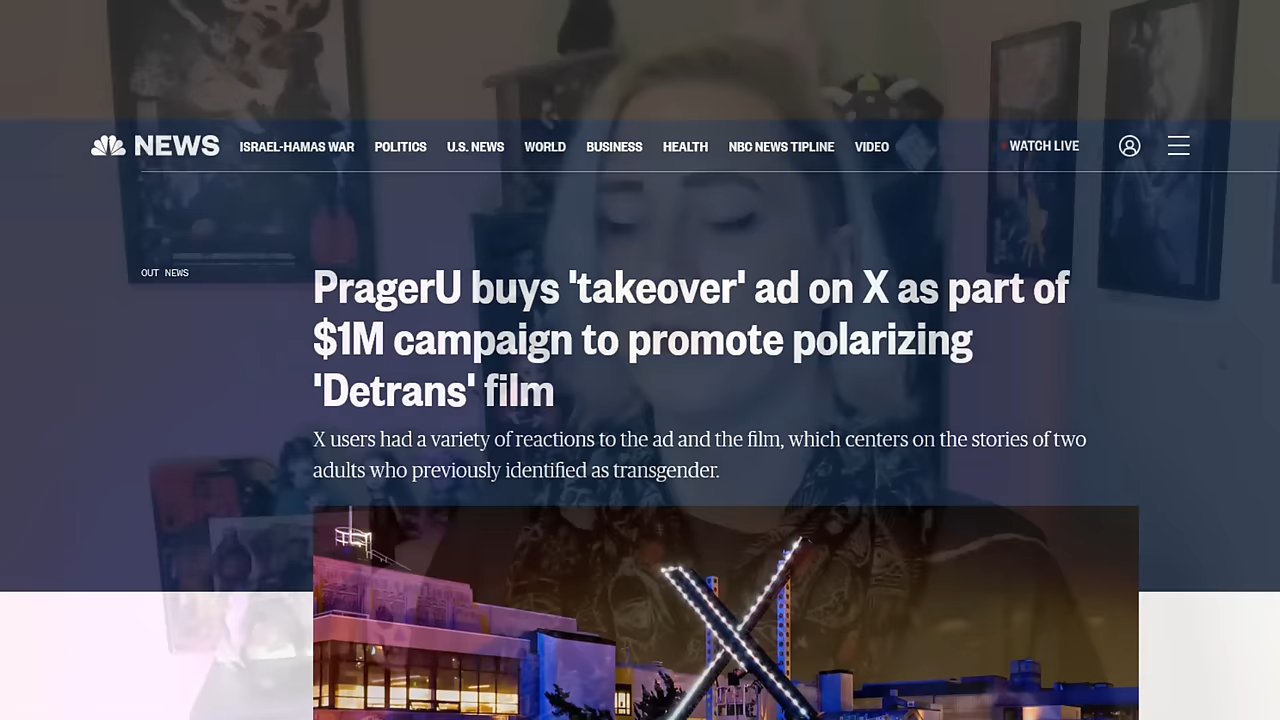 NEWS ISRAEL-HAMAS WAR POLITICS U.S. NEWS WORLD BUSINESS HEALTH NBC NEWS TIPLINE VIDEO WATCH LIVE
OUT NEWS
PragerU buys 'takeover' ad on X as part of
$1M campaign to promote polarizing
'Detrans' film
X users had a variety of reactions to the ad and the film, which centers on the stories of two
adults who previously identified as transgender.